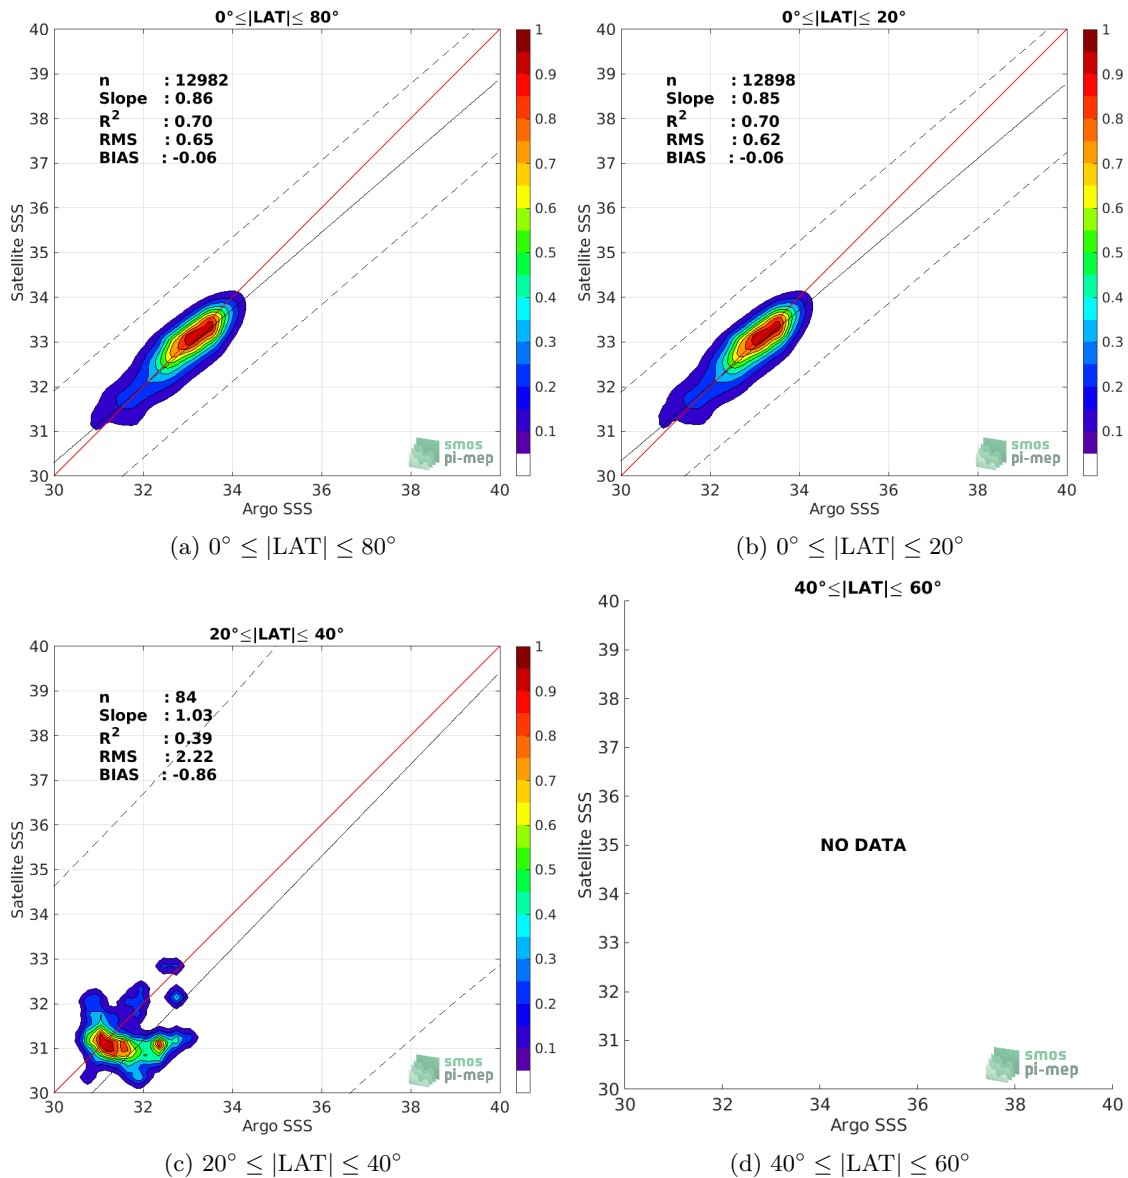 0°≤|LAT|≤ 80°
n : 12982
Slope : 0.86
R² : 0.70
RMS : 0.65
BIAS : -0.06
Satellite SSS
40
39
38
37
36
35
34
33
32
31
30
30 32 34 36 38 40
Argo SSS
1
0.9
0.8
0.7
0.6
0.5
0.4
0.3
0.2
0.1
smos
pi-mep
(a) 0° ≤ |LAT| ≤ 80°
0°≤|LAT|≤ 20°
n : 12898
Slope : 0.85
R² : 0.70
RMS : 0.62
BIAS : -0.06
Satellite SSS
40
39
38
37
36
35
34
33
32
31
30
30 32 34 36 38 40
Argo SSS
1
0.9
0.8
0.7
0.6
0.5
0.4
0.3
0.2
0.1
smos
pi-mep
(b) 0° ≤ |LAT| ≤ 20°
20°≤|LAT|≤ 40°
n : 84
Slope : 1.03
R² : 0.39
RMS : 2.22
BIAS : -0.86
Satellite SSS
40
39
38
37
36
35
34
33
32
31
30
30 32 34 36 38 40
Argo SSS
1
0.9
0.8
0.7
0.6
0.5
0.4
0.3
0.2
0.1
smos
pi-mep
(c) 20° ≤ |LAT| ≤ 40°
40°≤|LAT|≤ 60°
NO DATA
Satellite SSS
40
39
38
37
36
35
34
33
32
31
30
30 32 34 36 38 40
Argo SSS
smos
pi-mep
(d) 40° ≤ |LAT| ≤ 60°